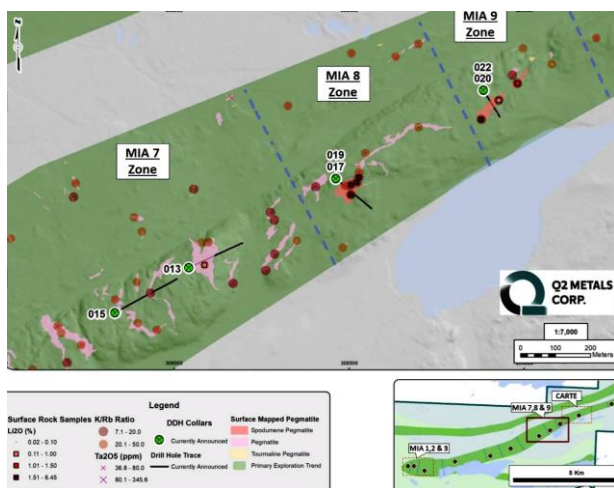 N
MIA 9
Zone
MIA 8
Zone
MIA 7
Zone
022
020
019
017
013
015
Q2 METALS
CORP.
1:7,000
0 50 100 200
Meters
Legend
Surface Rock Samples
Li2O (%)
0.02 - 0.10
0.11 - 1.00
1.01 - 1.50
1.51 - 6.45
K/Rb Ratio
7.1 - 20.0
20.1 - 50.0
Ta2O5 (ppm)
36.8 - 80.0
80.1 - 245.6
DDH Collars
Currently Announced
Drill Hole Trace
Currently Announced
Surface Mapped Pegmatite
Spodumene Pegmatite
Pegmatite
Tourmaline Pegmatite
Primary Exploration Trend
CARTE
MIA 7,8 & 9
MIA 1,2 & 3
5 Km